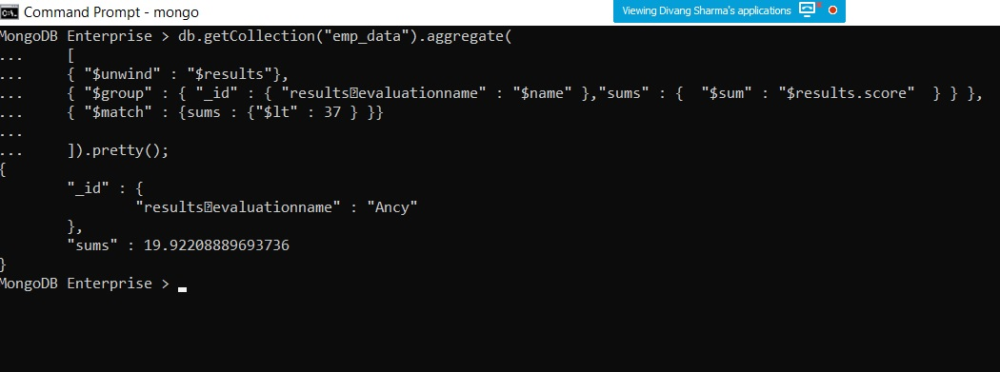 Command Prompt - mongo
Viewing Divang Sharma's applications
MongoDB Enterprise > db.getCollection("emp_data").aggregate(
... [
... { "$unwind" : "$results"},
... { "$group" : { "_id" : { "results⍰evaluationname" : "$name" },"sums" : { "$sum" : "$results.score" } } },
... { "$match" : {sums : {"$lt" : 37 } }}
...
... ]).pretty();
{
"_id" : {
"results⍰evaluationname" : "Ancy"
},
"sums" : 19.92208889693736
}
MongoDB Enterprise >